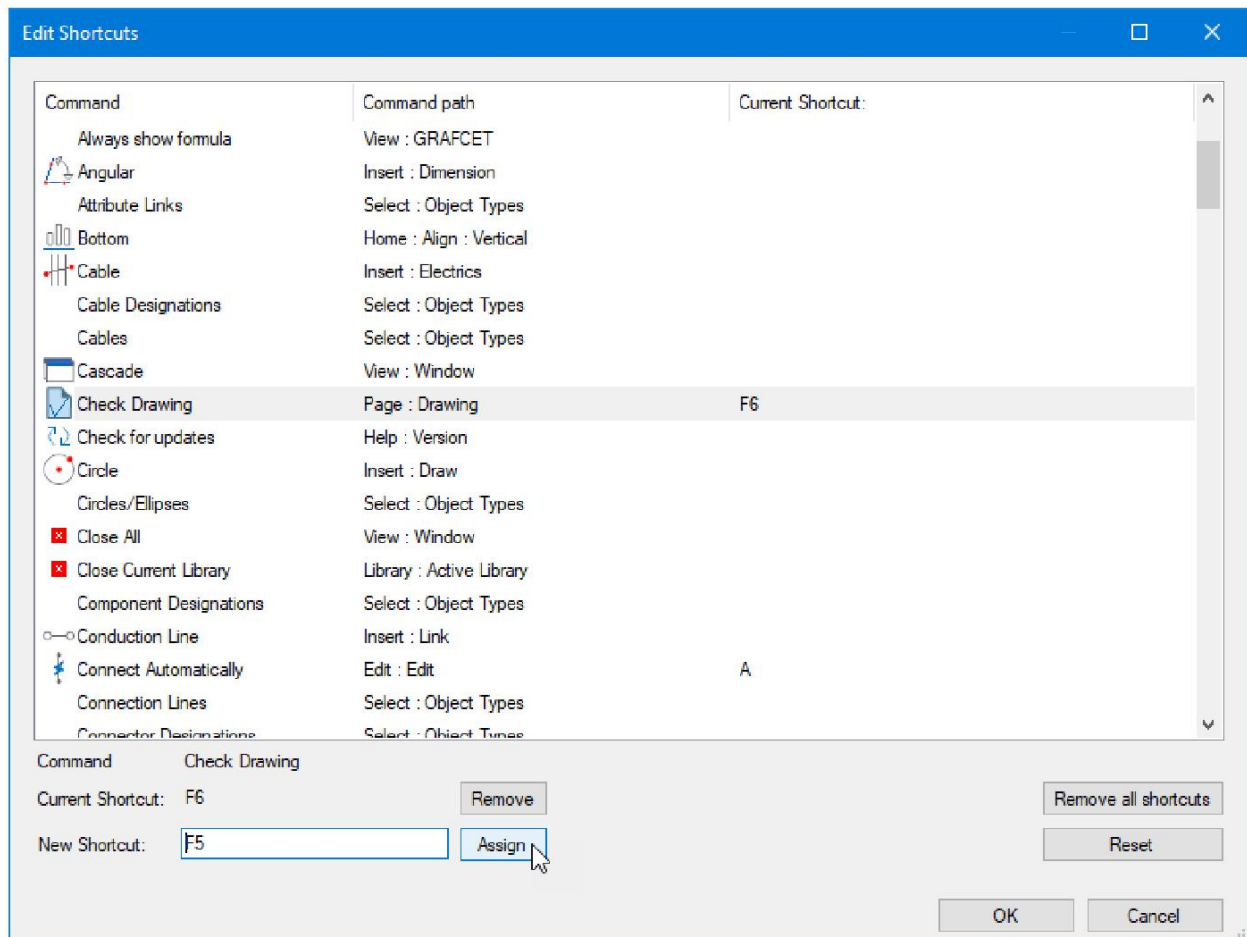 Edit Shortcuts
Command Command path Current Shortcut:
Always show formula View : GRAFCET
Angular Insert : Dimension
Attribute Links Select : Object Types
Bottom Home : Align : Vertical
Cable Insert : Electrics
Cable Designations Select : Object Types
Cables Select : Object Types
Cascade View : Window
Check Drawing Page : Drawing F6
Check for updates Help : Version
Circle Insert : Draw
Circles/Ellipses Select : Object Types
Close All View : Window
Close Current Library Library : Active Library
Component Designations Select : Object Types
Conduction Line Insert : Link
Connect Automatically Edit : Edit A
Connection Lines Select : Object Types
Connector Designations Select : Object Types
Command Check Drawing
Current Shortcut: F6 Remove Remove all shortcuts
New Shortcut: F5 Assign Reset
OK Cancel